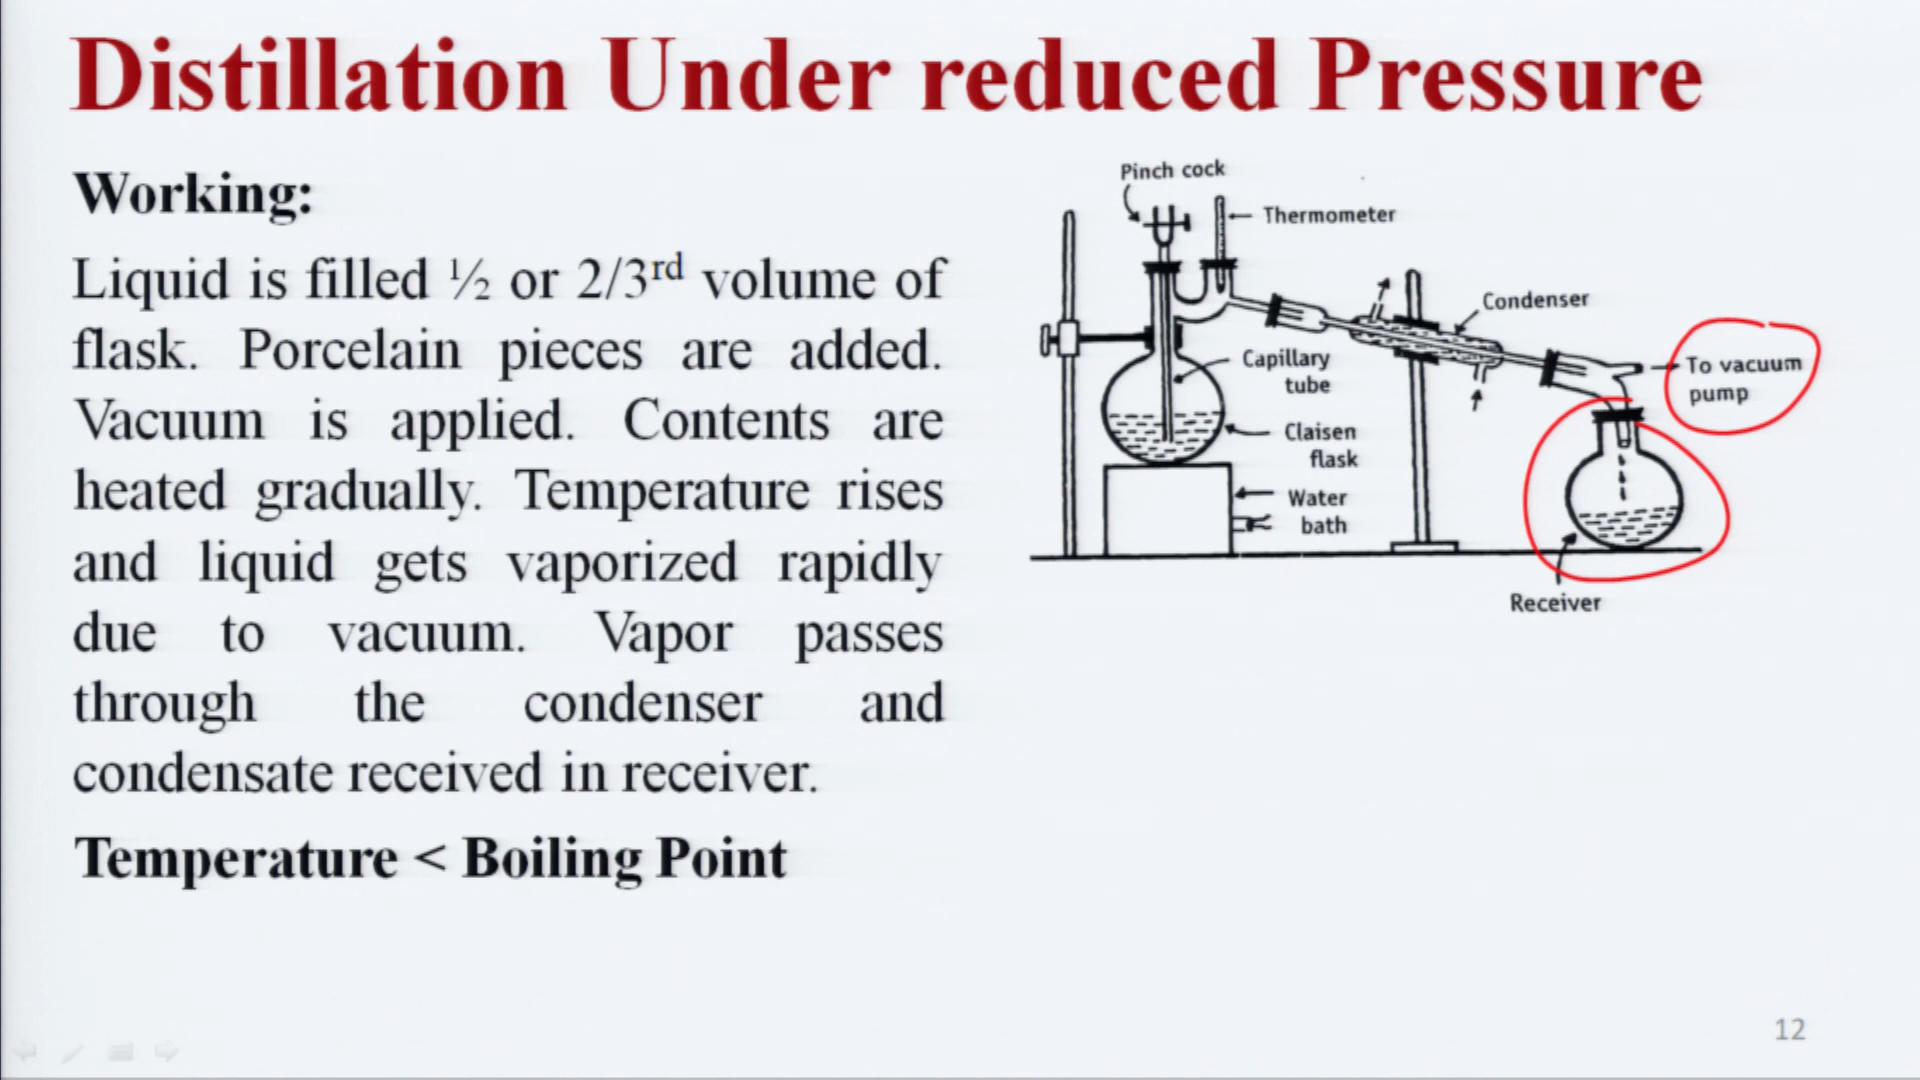 Distillation Under reduced Pressure
Working:
Liquid is filled ½ or 2/3rd volume of
flask. Porcelain pieces are added.
Vacuum is applied. Contents are
heated gradually. Temperature rises
and liquid gets vaporized rapidly
due to vacuum. Vapor passes
through the condenser and
condensate received in receiver.
Temperature < Boiling Point
Pinch cock
Thermometer
Condenser
Capillary
tube
To vacuum
pump
Claisen
flask
Water
bath
Receiver
12